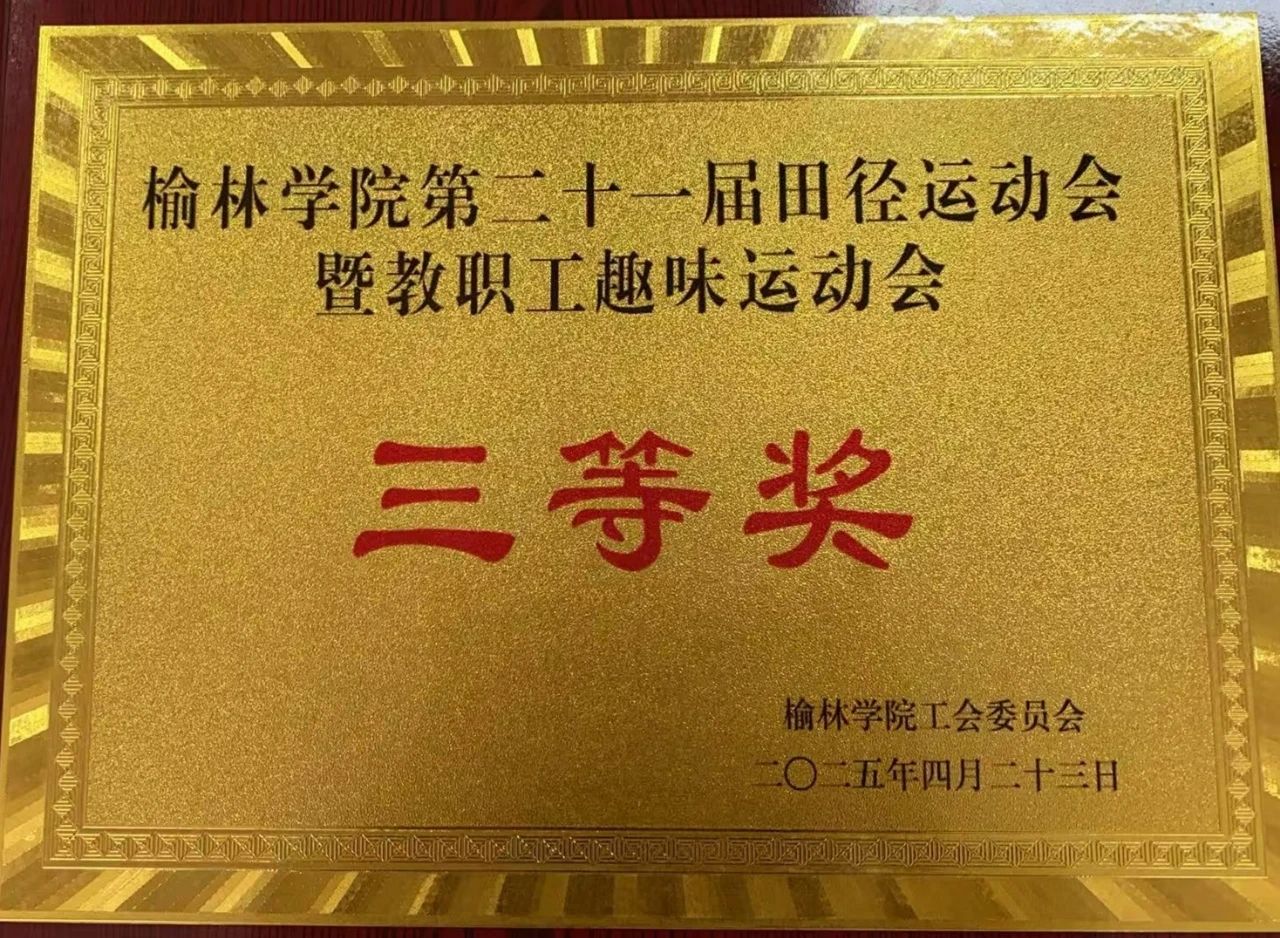 榆林学院第二十一届田径运动会
暨教职工趣味运动会
三等奖
榆林学院工会委员会
二〇二五年四月二十三日